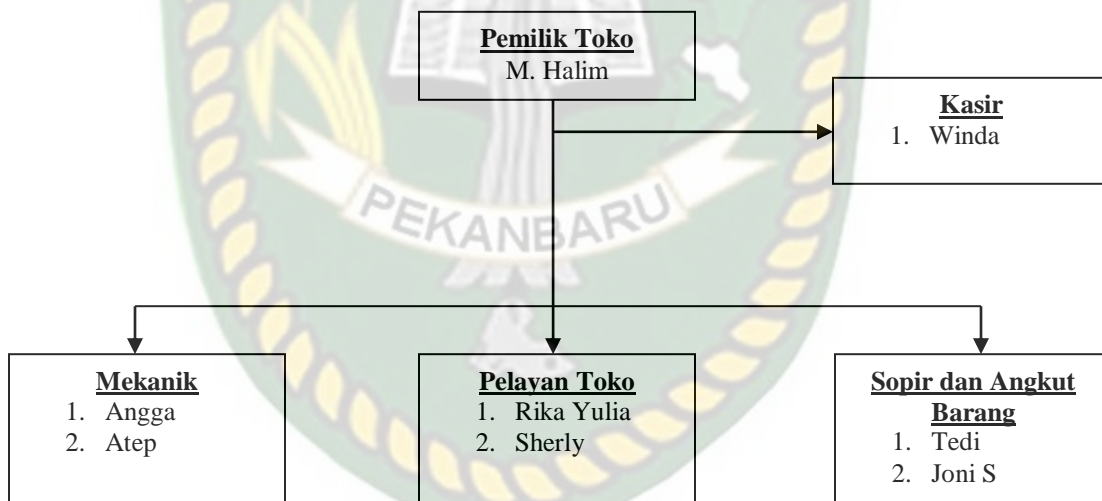 Pemilik Toko
M. Halim
Kasir
1. Winda
PEKANBARU
Mekanik
1. Angga
2. Atep
Pelayan Toko
1. Rika Yulia
2. Sherly
Sopir dan Angkut
Barang
1. Tedi
2. Joni S